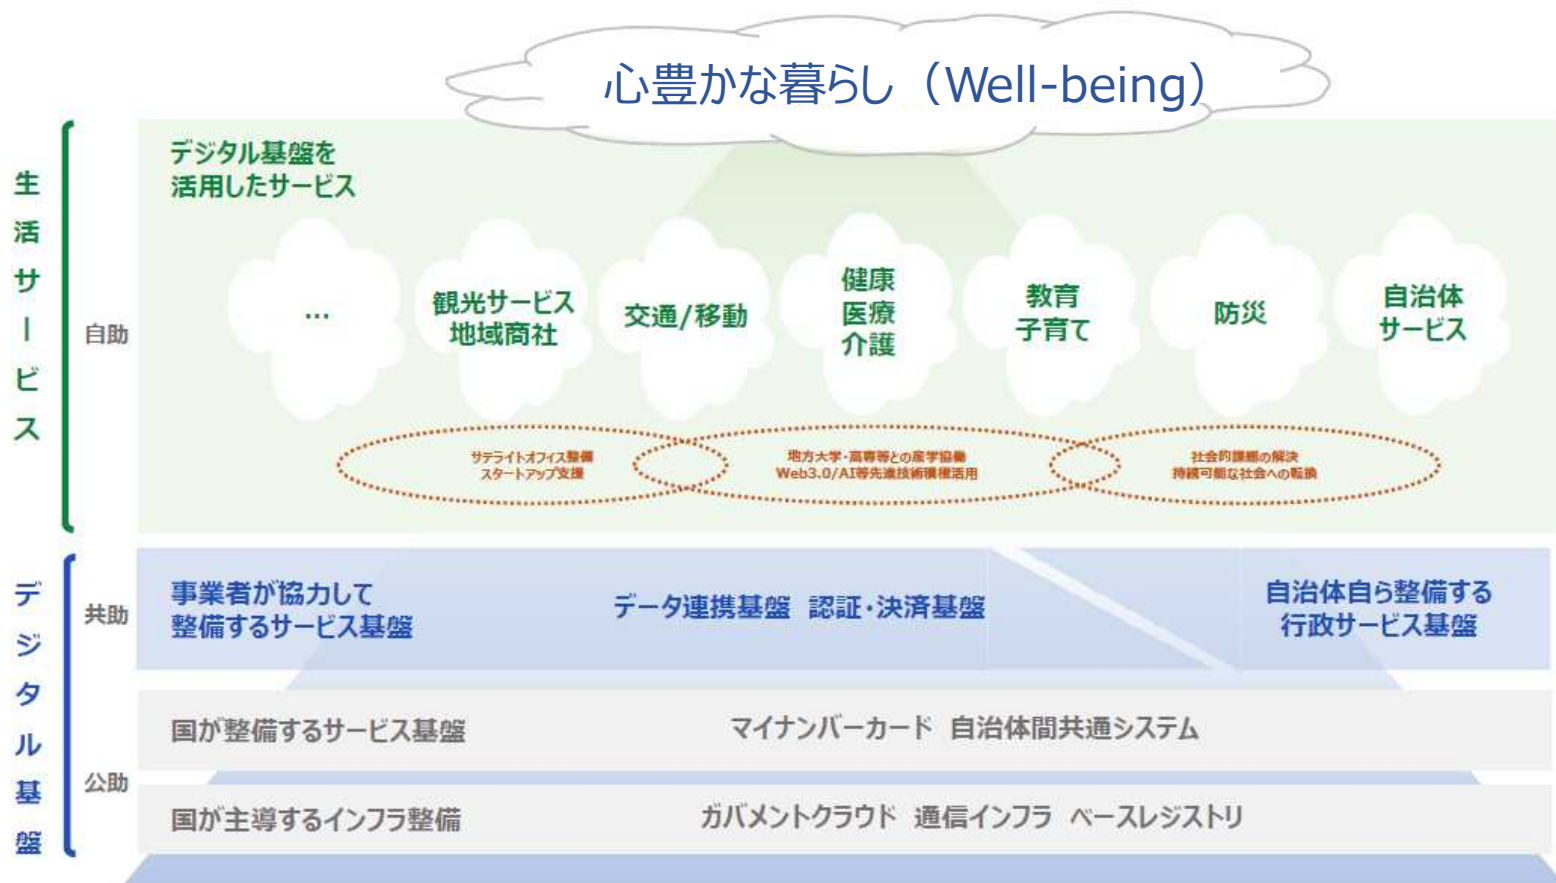 心豊かな暮らし（Well-being）
生活サービス
自助
デジタル基盤を
活用したサービス
…
観光サービス
地域商社
交通/移動
健康
医療
介護
教育
子育て
防災
自治体
サービス
サテライトオフィス整備
スタートアップ支援
地方大学・高専等との産学協働
Web3.0/AI等先進技術積極活用
社会的課題の解決
持続可能な社会への転換
デジタル基盤
共助
事業者が協力して
整備するサービス基盤
データ連携基盤 認証・決済基盤
自治体自ら整備する
行政サービス基盤
公助
国が整備するサービス基盤
マイナンバーカード 自治体間共通システム
国が主導するインフラ整備
ガバメントクラウド 通信インフラ ベースレジストリ